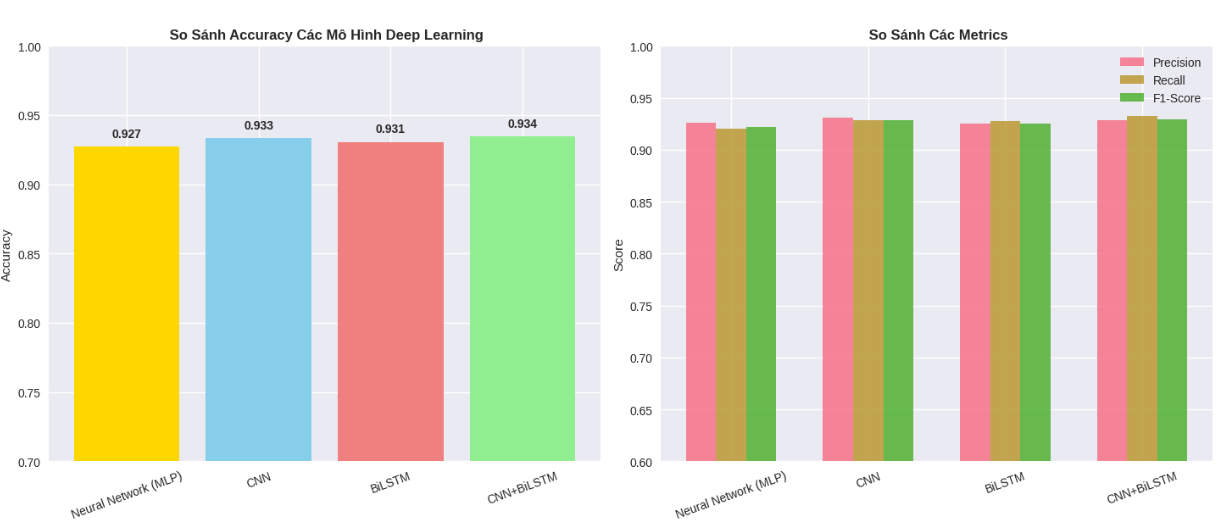 So Sánh Accuracy Các Mô Hình Deep Learning
Accuracy
1.00
0.95
0.90
0.85
0.80
0.75
0.70
0.927
0.933
0.931
0.934
Neural Network (MLP)
CNN
BiLSTM
CNN+BiLSTM
So Sánh Các Metrics
Score
1.00
0.95
0.90
0.85
0.80
0.75
0.70
0.65
0.60
Precision
Recall
F1-Score
Neural Network (MLP)
CNN
BiLSTM
CNN+BiLSTM